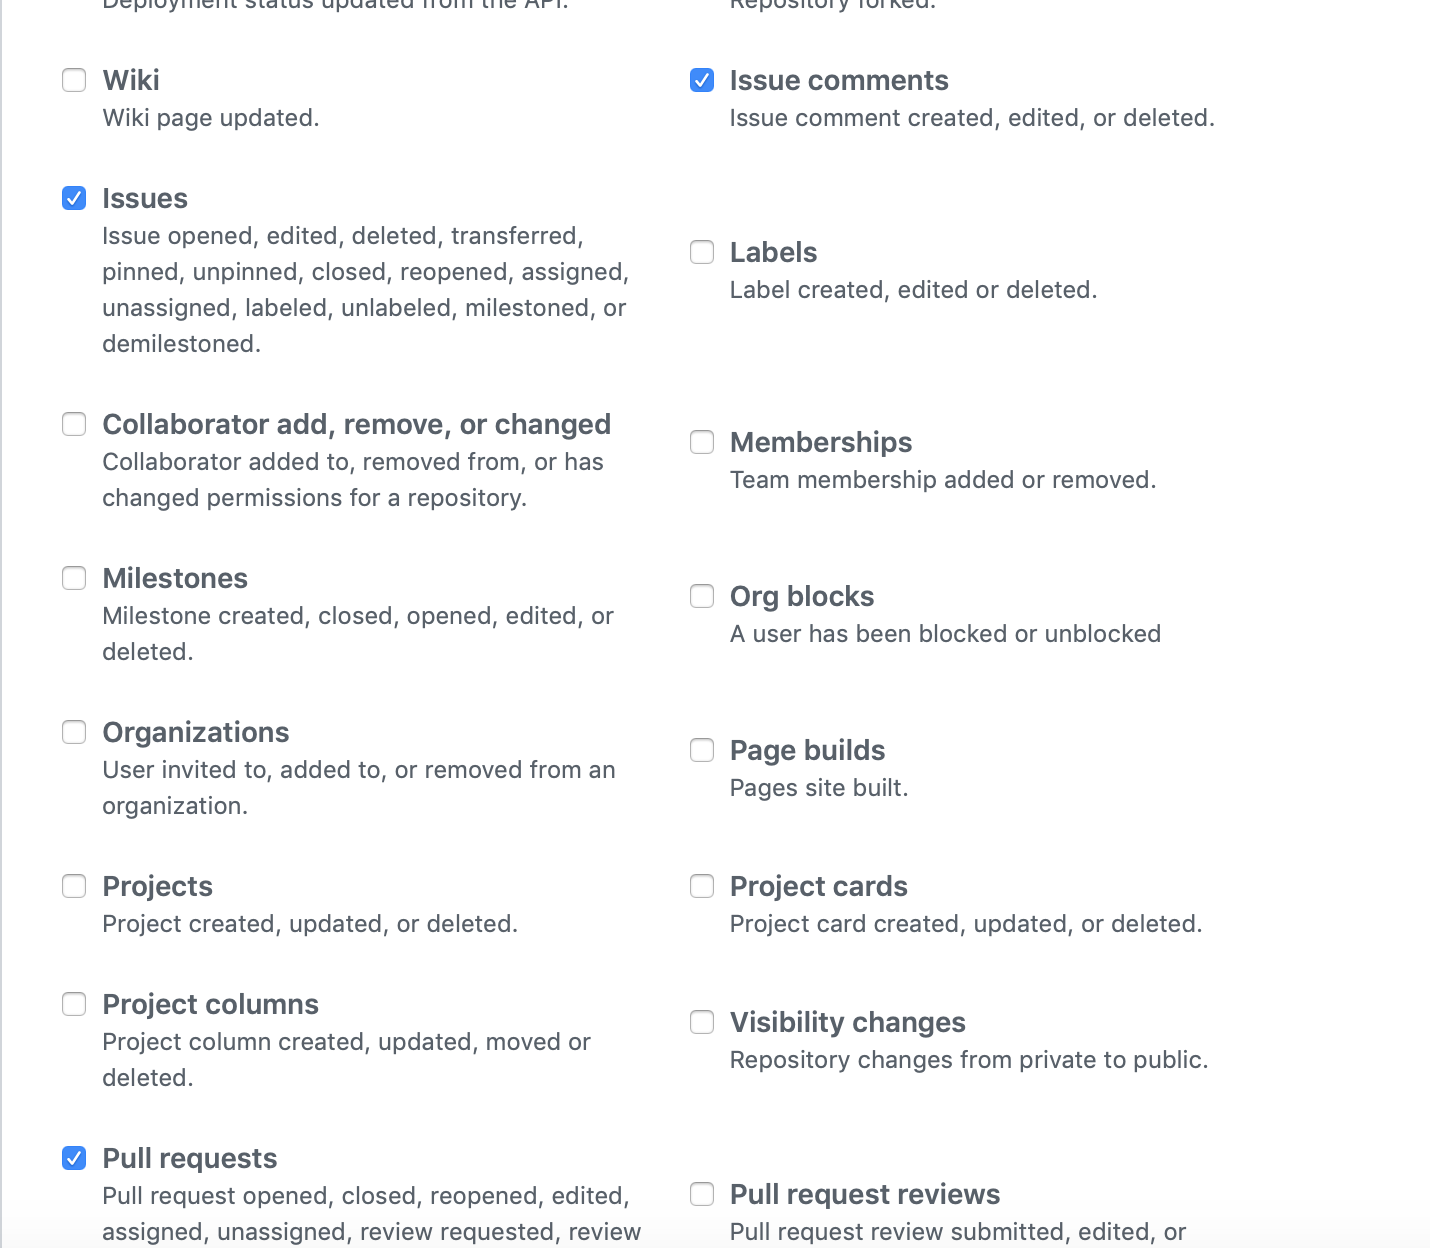 Deployment status updated from the API.
Repository forked.
Wiki
Wiki page updated.
Issue comments
Issue comment created, edited, or deleted.
Issues
Issue opened, edited, deleted, transferred,
pinned, unpinned, closed, reopened, assigned,
unassigned, labeled, unlabeled, milestoned, or
demilestoned.
Labels
Label created, edited or deleted.
Collaborator add, remove, or changed
Collaborator added to, removed from, or has
changed permissions for a repository.
Memberships
Team membership added or removed.
Milestones
Milestone created, closed, opened, edited, or
deleted.
Org blocks
A user has been blocked or unblocked
Organizations
User invited to, added to, or removed from an
organization.
Page builds
Pages site built.
Projects
Project created, updated, or deleted.
Project cards
Project card created, updated, or deleted.
Project columns
Project column created, updated, moved or
deleted.
Visibility changes
Repository changes from private to public.
Pull requests
Pull request opened, closed, reopened, edited,
assigned, unassigned, review requested, review
Pull request reviews
Pull request review submitted, edited, or